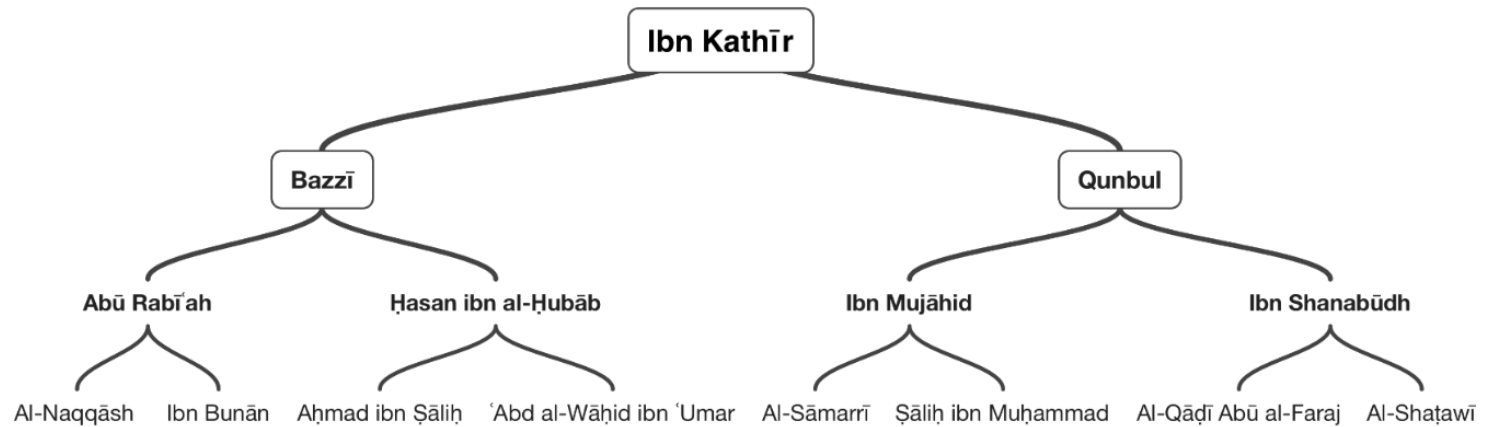 Ibn Kathīr
Bazzī
Qunbul
Abū Rabīʿah
Ḥasan ibn al-Ḥubāb
Ibn Mujāhid
Ibn Shanabūdh
Al-Naqqāsh
Ibn Bunān
Aḥmad ibn Ṣāliḥ
ʿAbd al-Wāḥid ibn ʿUmar
Al-Sāmarrī
Ṣāliḥ ibn Muḥammad
Al-Qāḍī Abū al-Faraj
Al-Shaṭawī